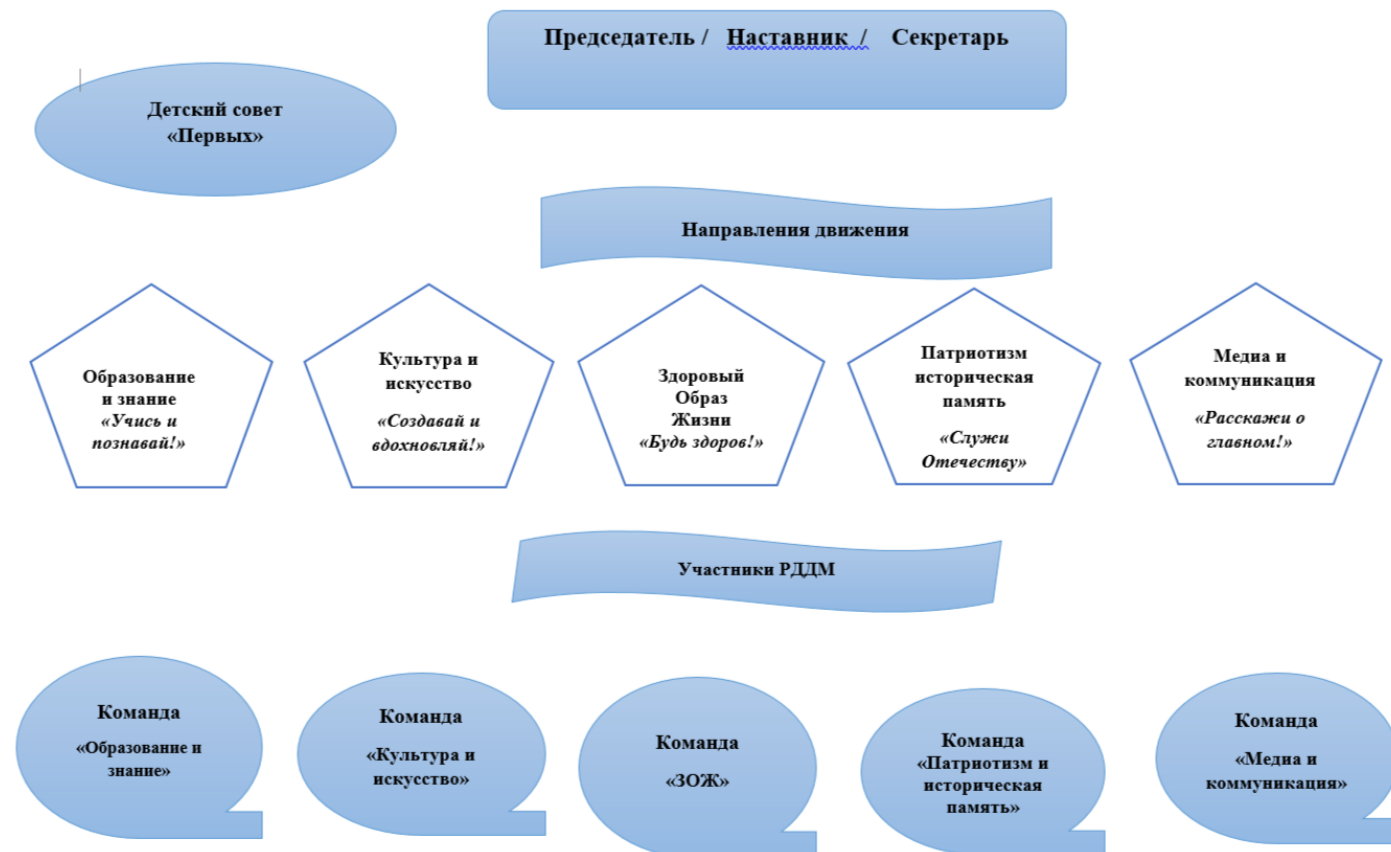 Председатель / Наставник / Секретарь
Детский совет
«Первых»
Направления движения
Образование
и знание
«Учись и
познавай!»
Культура и
искусство
«Создавай и
вдохновляй!»
Здоровый
Образ
Жизни
«Будь здоров!»
Патриотизм
историческая
память
«Служи
Отечеству»
Медиа и
коммуникация
«Расскажи о
главном!»
Участники РДДМ
Команда
«Образование и
знание»
Команда
«Культура и
искусство»
Команда
«ЗОЖ»
Команда
«Патриотизм и
историческая
память»
Команда
«Медиа и
коммуникация»